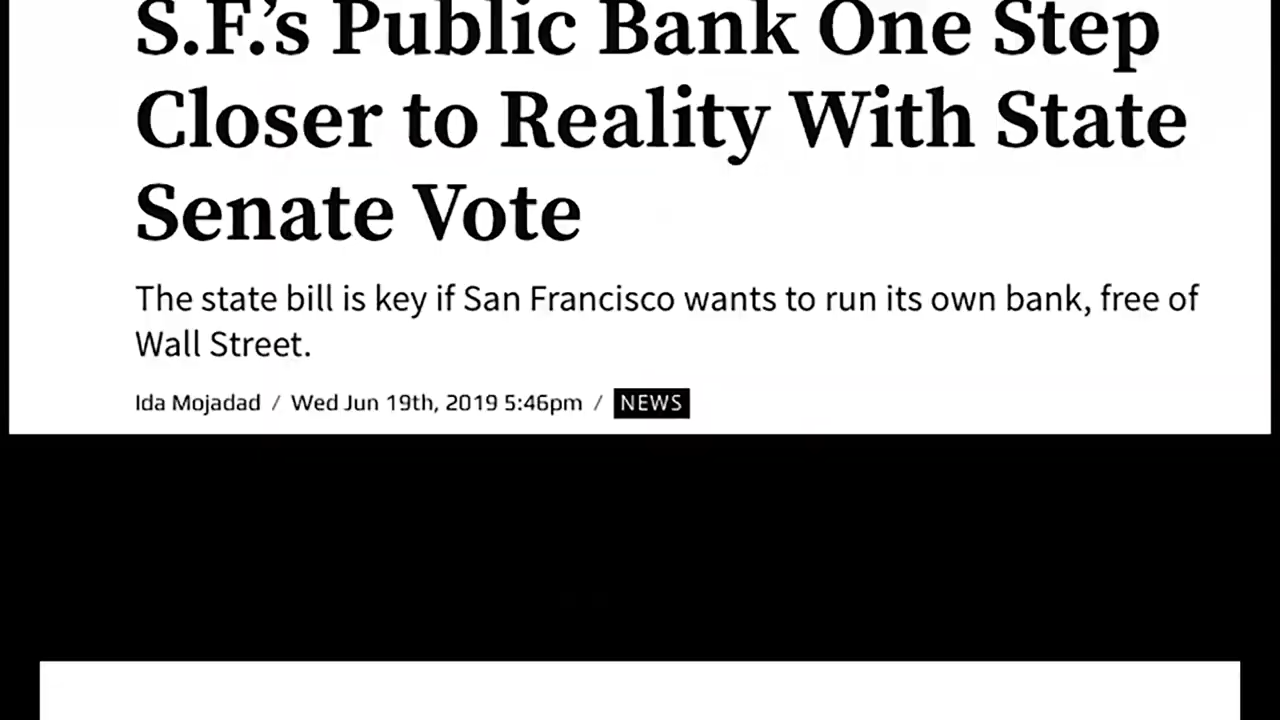 S.F.’s Public Bank One Step
Closer to Reality With State
Senate Vote
The state bill is key if San Francisco wants to run its own bank, free of
Wall Street.
Ida Mojadad / Wed Jun 19th, 2019 5:46pm / NEWS